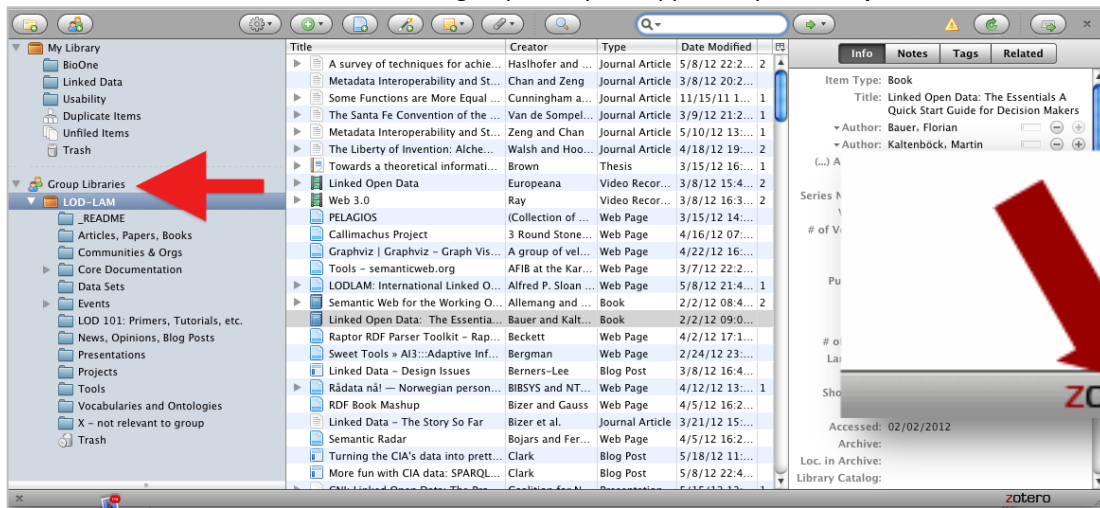 My Library
BioOne
Linked Data
Usability
Duplicate Items
Unfiled Items
Trash
Group Libraries
LOD-LAM
_README
Articles, Papers, Books
Communities & Orgs
Core Documentation
Data Sets
Events
LOD 101: Primers, Tutorials, etc.
News, Opinions, Blog Posts
Presentations
Projects
Tools
Vocabularies and Ontologies
X - not relevant to group
Trash
Title Creator Type Date Modified
A survey of techniques for achie... Haslhofer and ... Journal Article 5/8/12 22:2... 2
Metadata Interoperability and St... Chan and Zeng Journal Article 3/8/12 20:2...
Some Functions are More Equal ... Cunningham a... Journal Article 11/15/11 1... 1
The Santa Fe Convention of the ... Van de Sompel... Journal Article 3/9/12 21:2... 1
Metadata Interoperability and St... Zeng and Chan Journal Article 5/10/12 13:... 1
The Liberty of Invention: Alche... Walsh and Hoo... Journal Article 4/18/12 19:... 2
Towards a theoretical informati... Brown Thesis 3/15/12 16:... 1
Linked Open Data Europeana Video Recor... 3/8/12 15:4... 2
Web 3.0 Ray Video Recor... 3/8/12 16:3... 2
PELAGIOS (Collection of ... Web Page 3/15/12 14:...
Callimachus Project 3 Round Stone... Web Page 4/16/12 07:...
Graphviz | Graphviz - Graph Vis... A group of vel... Web Page 4/22/12 16:...
Tools - semanticweb.org AFIB at the Kar... Web Page 3/7/12 22:2...
LODLAM: International Linked O... Alfred P. Sloan ... Web Page 5/8/12 21:4... 1
Semantic Web for the Working O... Allemang and ... Book 2/2/12 08:4... 2
Linked Open Data: The Essentia... Bauer and Kalt... Book 2/2/12 09:0...
Raptor RDF Parser Toolkit - Rap... Beckett Web Page 4/2/12 17:1...
Sweet Tools » AI3:::Adaptive Inf... Bergman Web Page 2/24/12 23:...
Linked Data - Design Issues Berners-Lee Blog Post 3/8/12 16:4...
Rådata nå! — Norwegian person... BIBSYS and NT... Web Page 4/12/12 13:... 1
RDF Book Mashup Bizer and Gauss Web Page 4/5/12 16:2...
Linked Data - The Story So Far Bizer et al. Journal Article 3/21/12 15:...
Semantic Radar Bojars and Fer... Web Page 4/5/12 16:2...
Turning the CIA's data into prett... Clark Blog Post 5/18/12 11:...
More fun with CIA data: SPARQL... Clark Blog Post 5/8/12 22:4...
Info Notes Tags Related
Item Type: Book
Title: Linked Open Data: The Essentials A
Quick Start Guide for Decision Makers
Author: Bauer, Florian
Author: Kaltenböck, Martin
(...) A
Series N
# of V
Pu
# of
La
Sho
zo
Accessed: 02/02/2012
Archive:
Loc. in Archive:
Library Catalog:
zotero